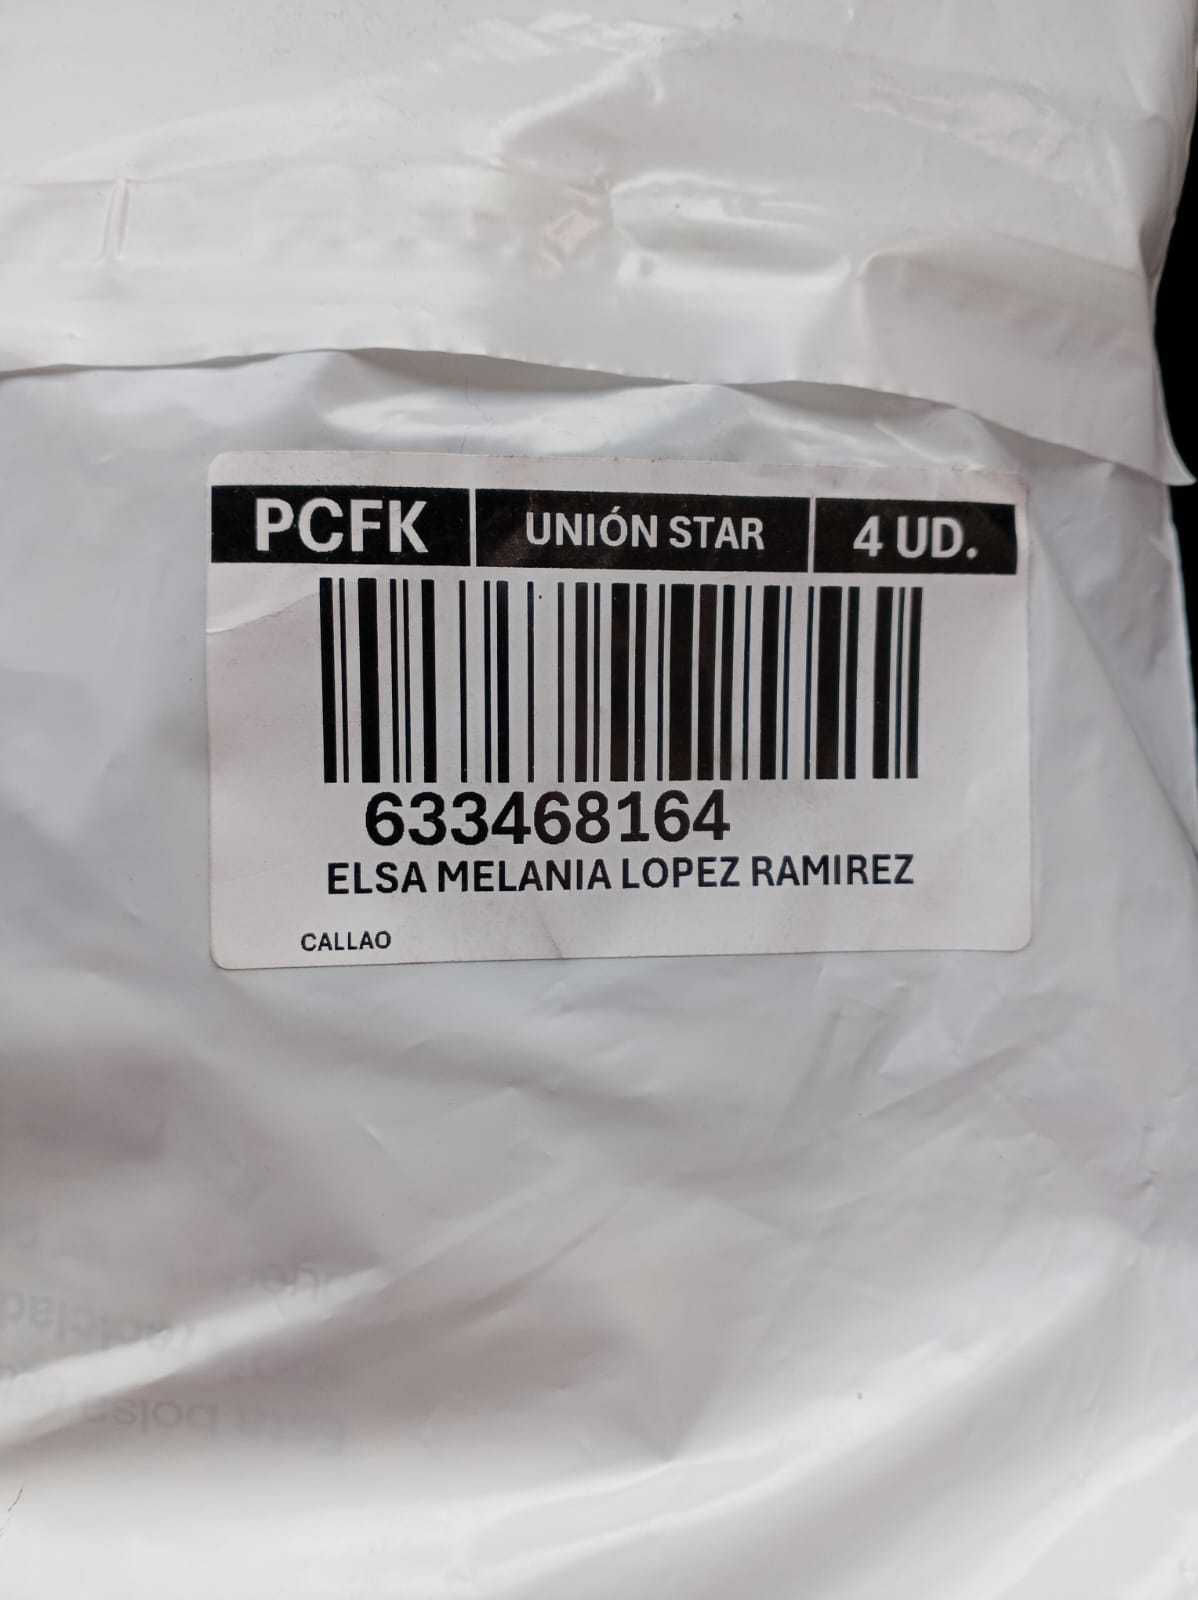 PCFK UNIÓN STAR 4 UD.
633468164
ELSA MELANIA LOPEZ RAMIREZ
CALLAO